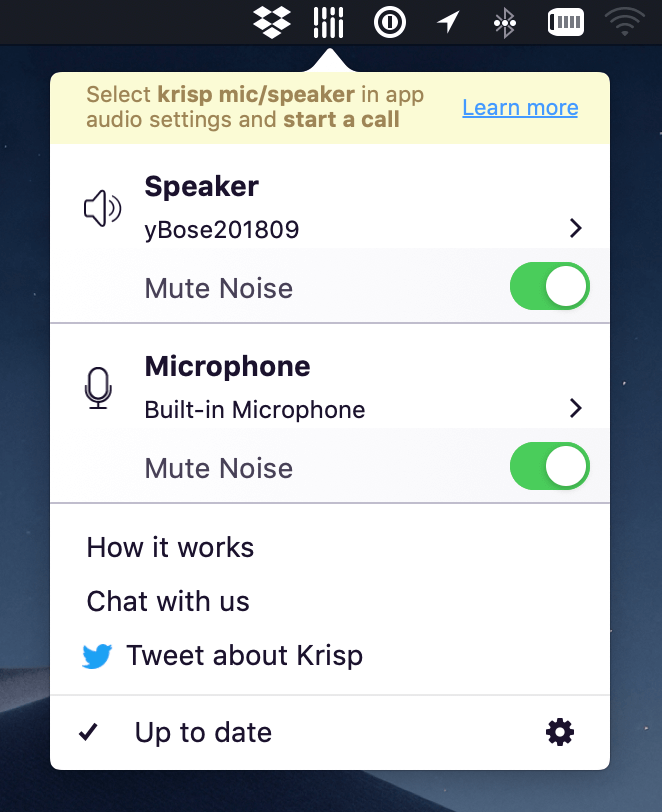 Select krisp mic/speaker in app
audio settings and start a call
Learn more
Speaker
yBose201809
Mute Noise
Microphone
Built-in Microphone
Mute Noise
How it works
Chat with us
Tweet about Krisp
Up to date